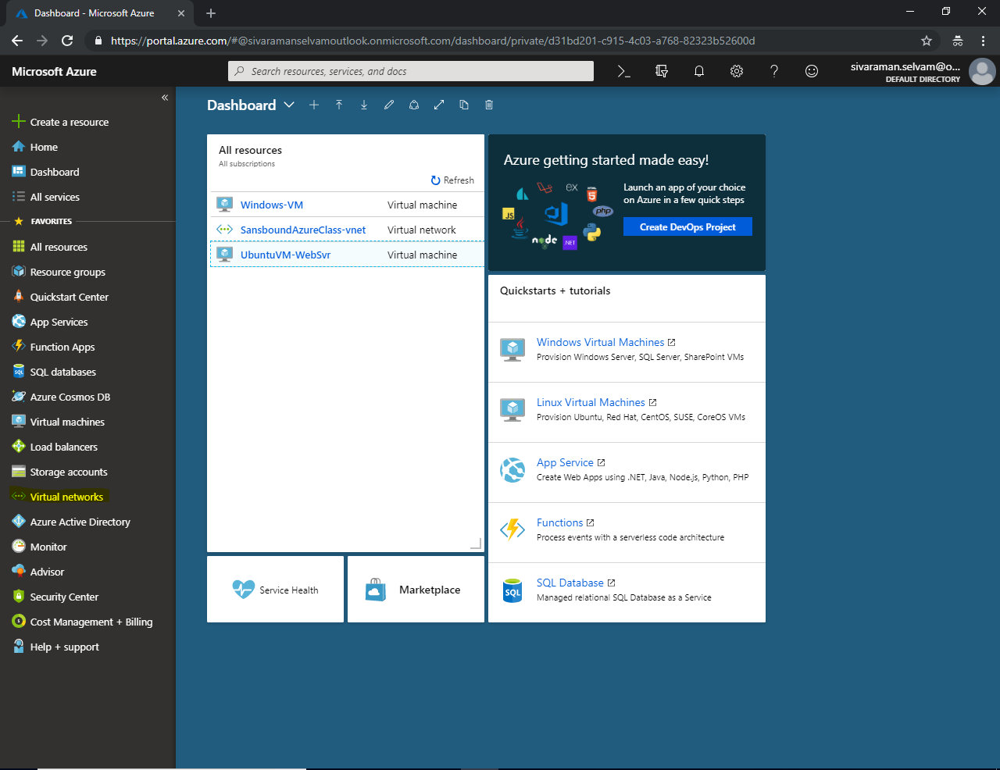 Dashboard - Microsoft Azure
https://portal.azure.com/#@sivaramanselvamoutlook.onmicrosoft.com/dashboard/private/d31bd201-c915-4c03-a768-82323b52600d
Microsoft Azure
Search resources, services, and docs
sivaraman.selvam@o...
DEFAULT DIRECTORY
Create a resource
Home
Dashboard
All services
FAVORITES
All resources
Resource groups
Quickstart Center
App Services
Function Apps
SQL databases
Azure Cosmos DB
Virtual machines
Load balancers
Storage accounts
Virtual networks
Azure Active Directory
Monitor
Advisor
Security Center
Cost Management + Billing
Help + support
Dashboard
All resources
All subscriptions
Refresh
Windows-VM Virtual machine
SansboundAzureClass-vnet Virtual network
UbuntuVM-WebSvr Virtual machine
Service Health
Marketplace
Azure getting started made easy!
EX
HTML
5
JS
php
node
NET
Launch an app of your choice
on Azure in a few quick steps
Create DevOps Project
Quickstarts + tutorials
Windows Virtual Machines
Provision Windows Server, SQL Server, SharePoint VMs
Linux Virtual Machines
Provision Ubuntu, Red Hat, CentOS, SUSE, CoreOS VMs
App Service
Create Web Apps using .NET, Java, Node.js, Python, PHP
Functions
Process events with a serverless code architecture
SQL
SQL Database
Managed relational SQL Database as a Service